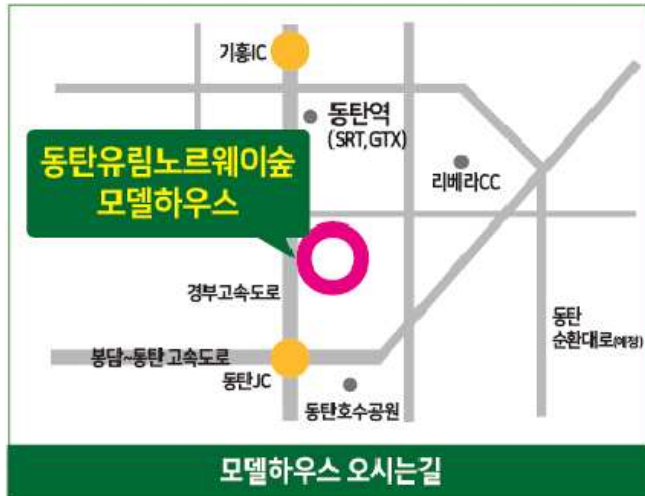 기흥IC
동탄역
(SRT,GTX)
동탄유림노르웨이숲
모델하우스
리베라CC
경부고속도로
동탄
순환대로(예정)
봉담~동탄 고속도로
동탄JC
동탄호수공원
모델하우스 오시는길